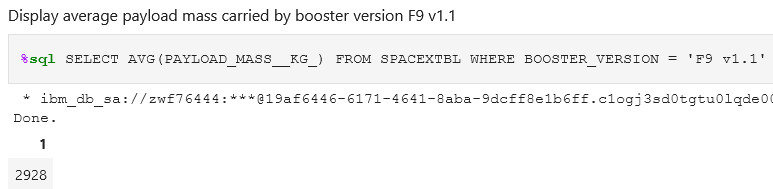 Display average payload mass carried by booster version F9 v1.1
%sql SELECT AVG(PAYLOAD_MASS__KG_) FROM SPACEXTBL WHERE BOOSTER_VERSION = 'F9 v1.1'
* ibm_db_sa://zwf76444:***@19af6446-6171-4641-8aba-9dcff8e1b6ff.c1ogj3sd0tgtu0lqde00
Done.
1
2928